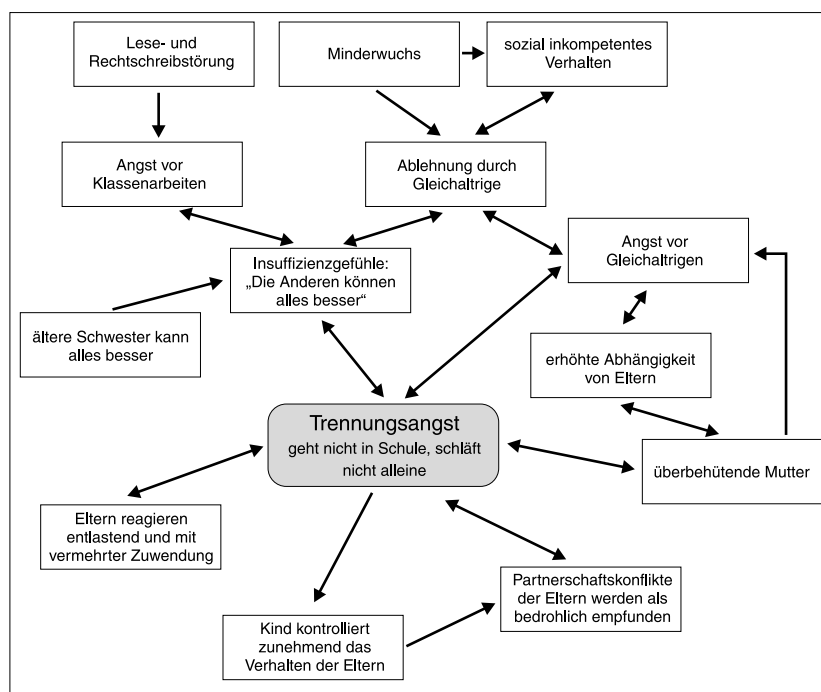 Lese- und
Rechtschreibstörung
Minderwuchs
sozial inkompetentes
Verhalten
Angst vor
Klassenarbeiten
Ablehnung durch
Gleichaltrige
Insuffizienzgefühle:
„Die Anderen können
alles besser“
Angst vor
Gleichaltrigen
ältere Schwester kann
alles besser
erhöhte Abhängigkeit
von Eltern
Trennungsangst
geht nicht in Schule, schläft
nicht alleine
überbehütende Mutter
Eltern reagieren
entlastend und mit
vermehrter Zuwendung
Partnerschaftskonflikte
der Eltern werden als
bedrohlich empfunden
Kind kontrolliert
zunehmend das
Verhalten der Eltern